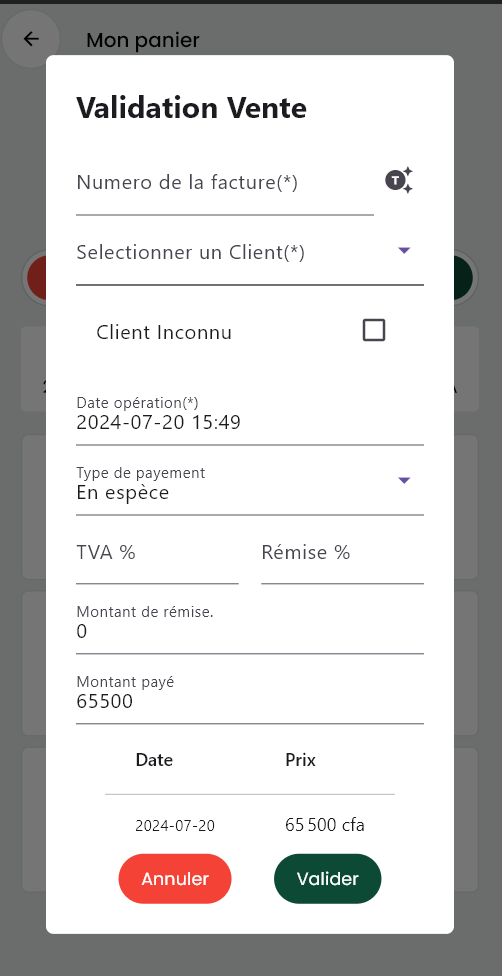 Mon panier
Validation Vente
Numero de la facture(*)
T
Selectionner un Client(*)
Client Inconnu
Date opération(*)
2024-07-20 15:49
Type de payement
En espèce
TVA % Rémise %
Montant de rémise.
0
Montant payé
65500
Date Prix
2024-07-20 65 500 cfa
Annuler Valider